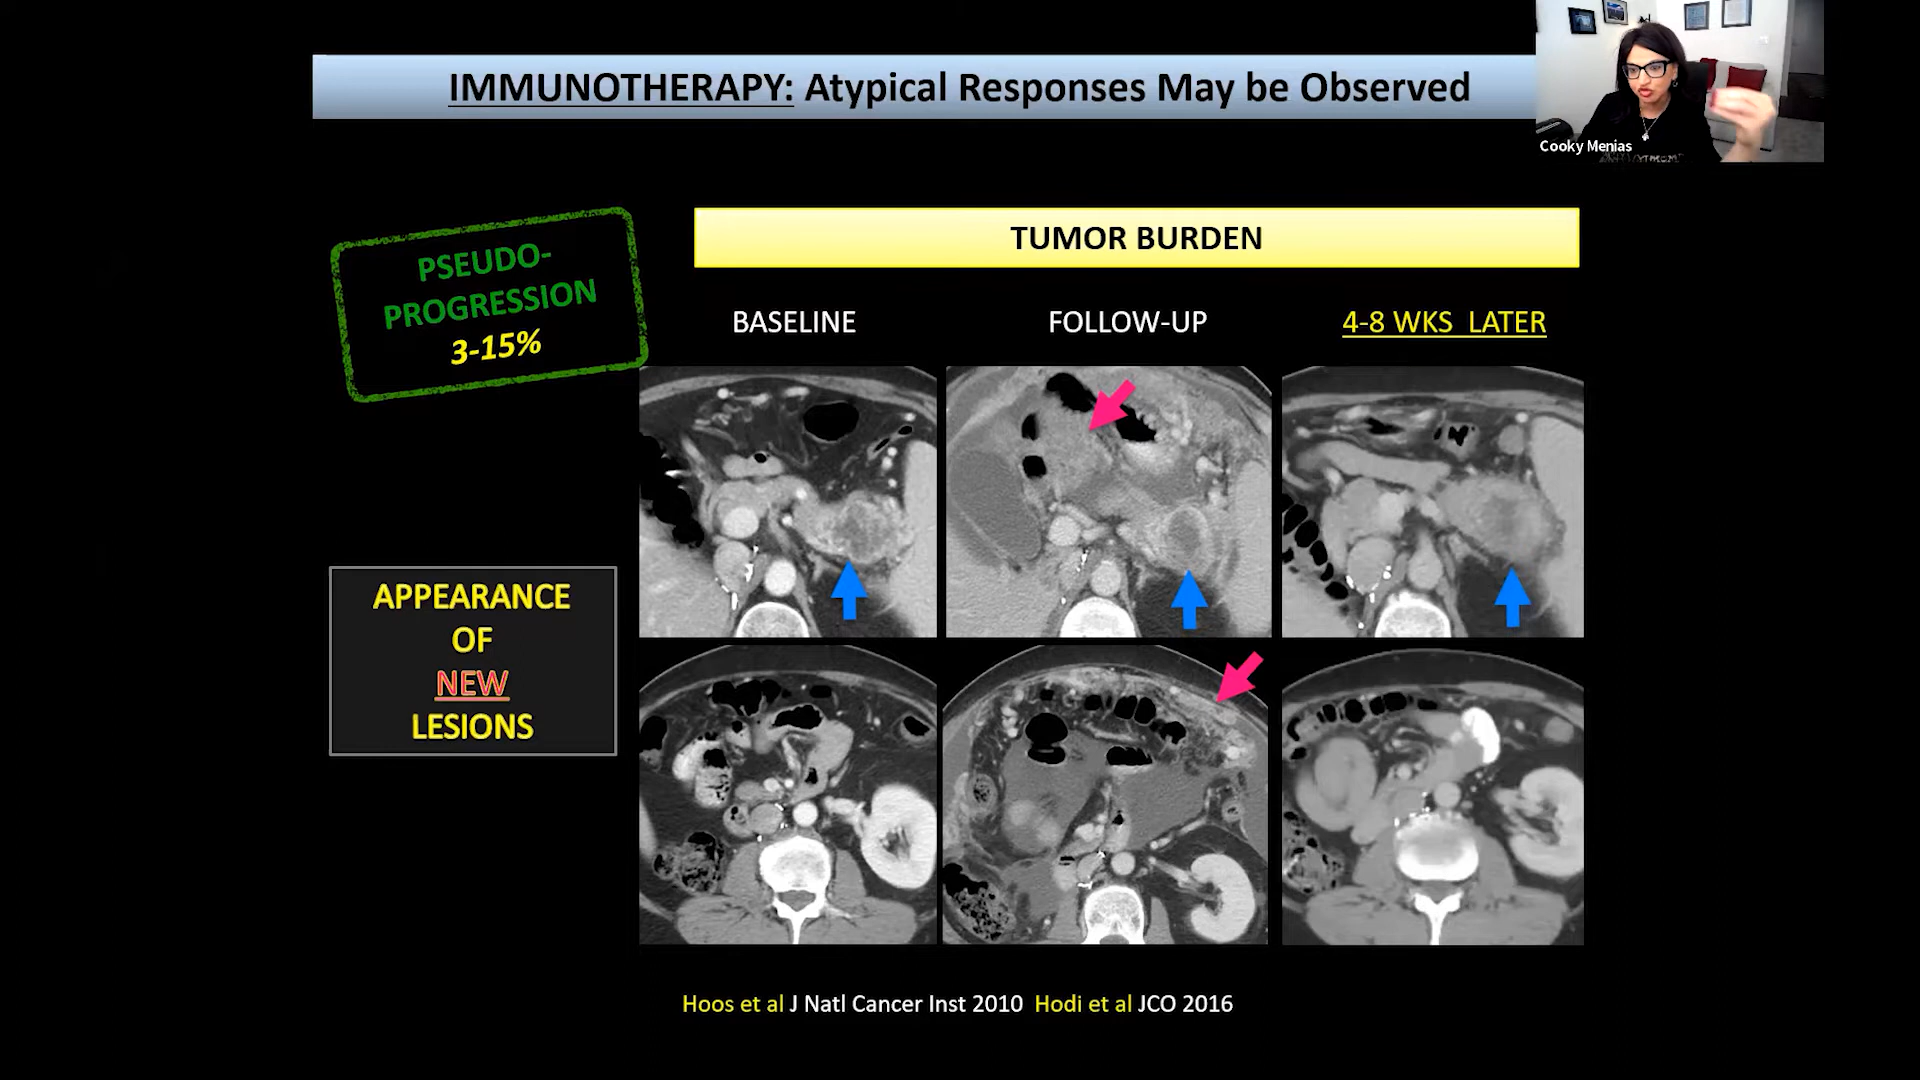 IMMUNOTHERAPY: Atypical Responses May be Observed
Cooky Menias
PSEUDO-
PROGRESSION
3-15%
TUMOR BURDEN
BASELINE
FOLLOW-UP
4-8 WKS LATER
APPEARANCE
OF
NEW
LESIONS
Hoos et al J Natl Cancer Inst 2010 Hodi et al JCO 2016